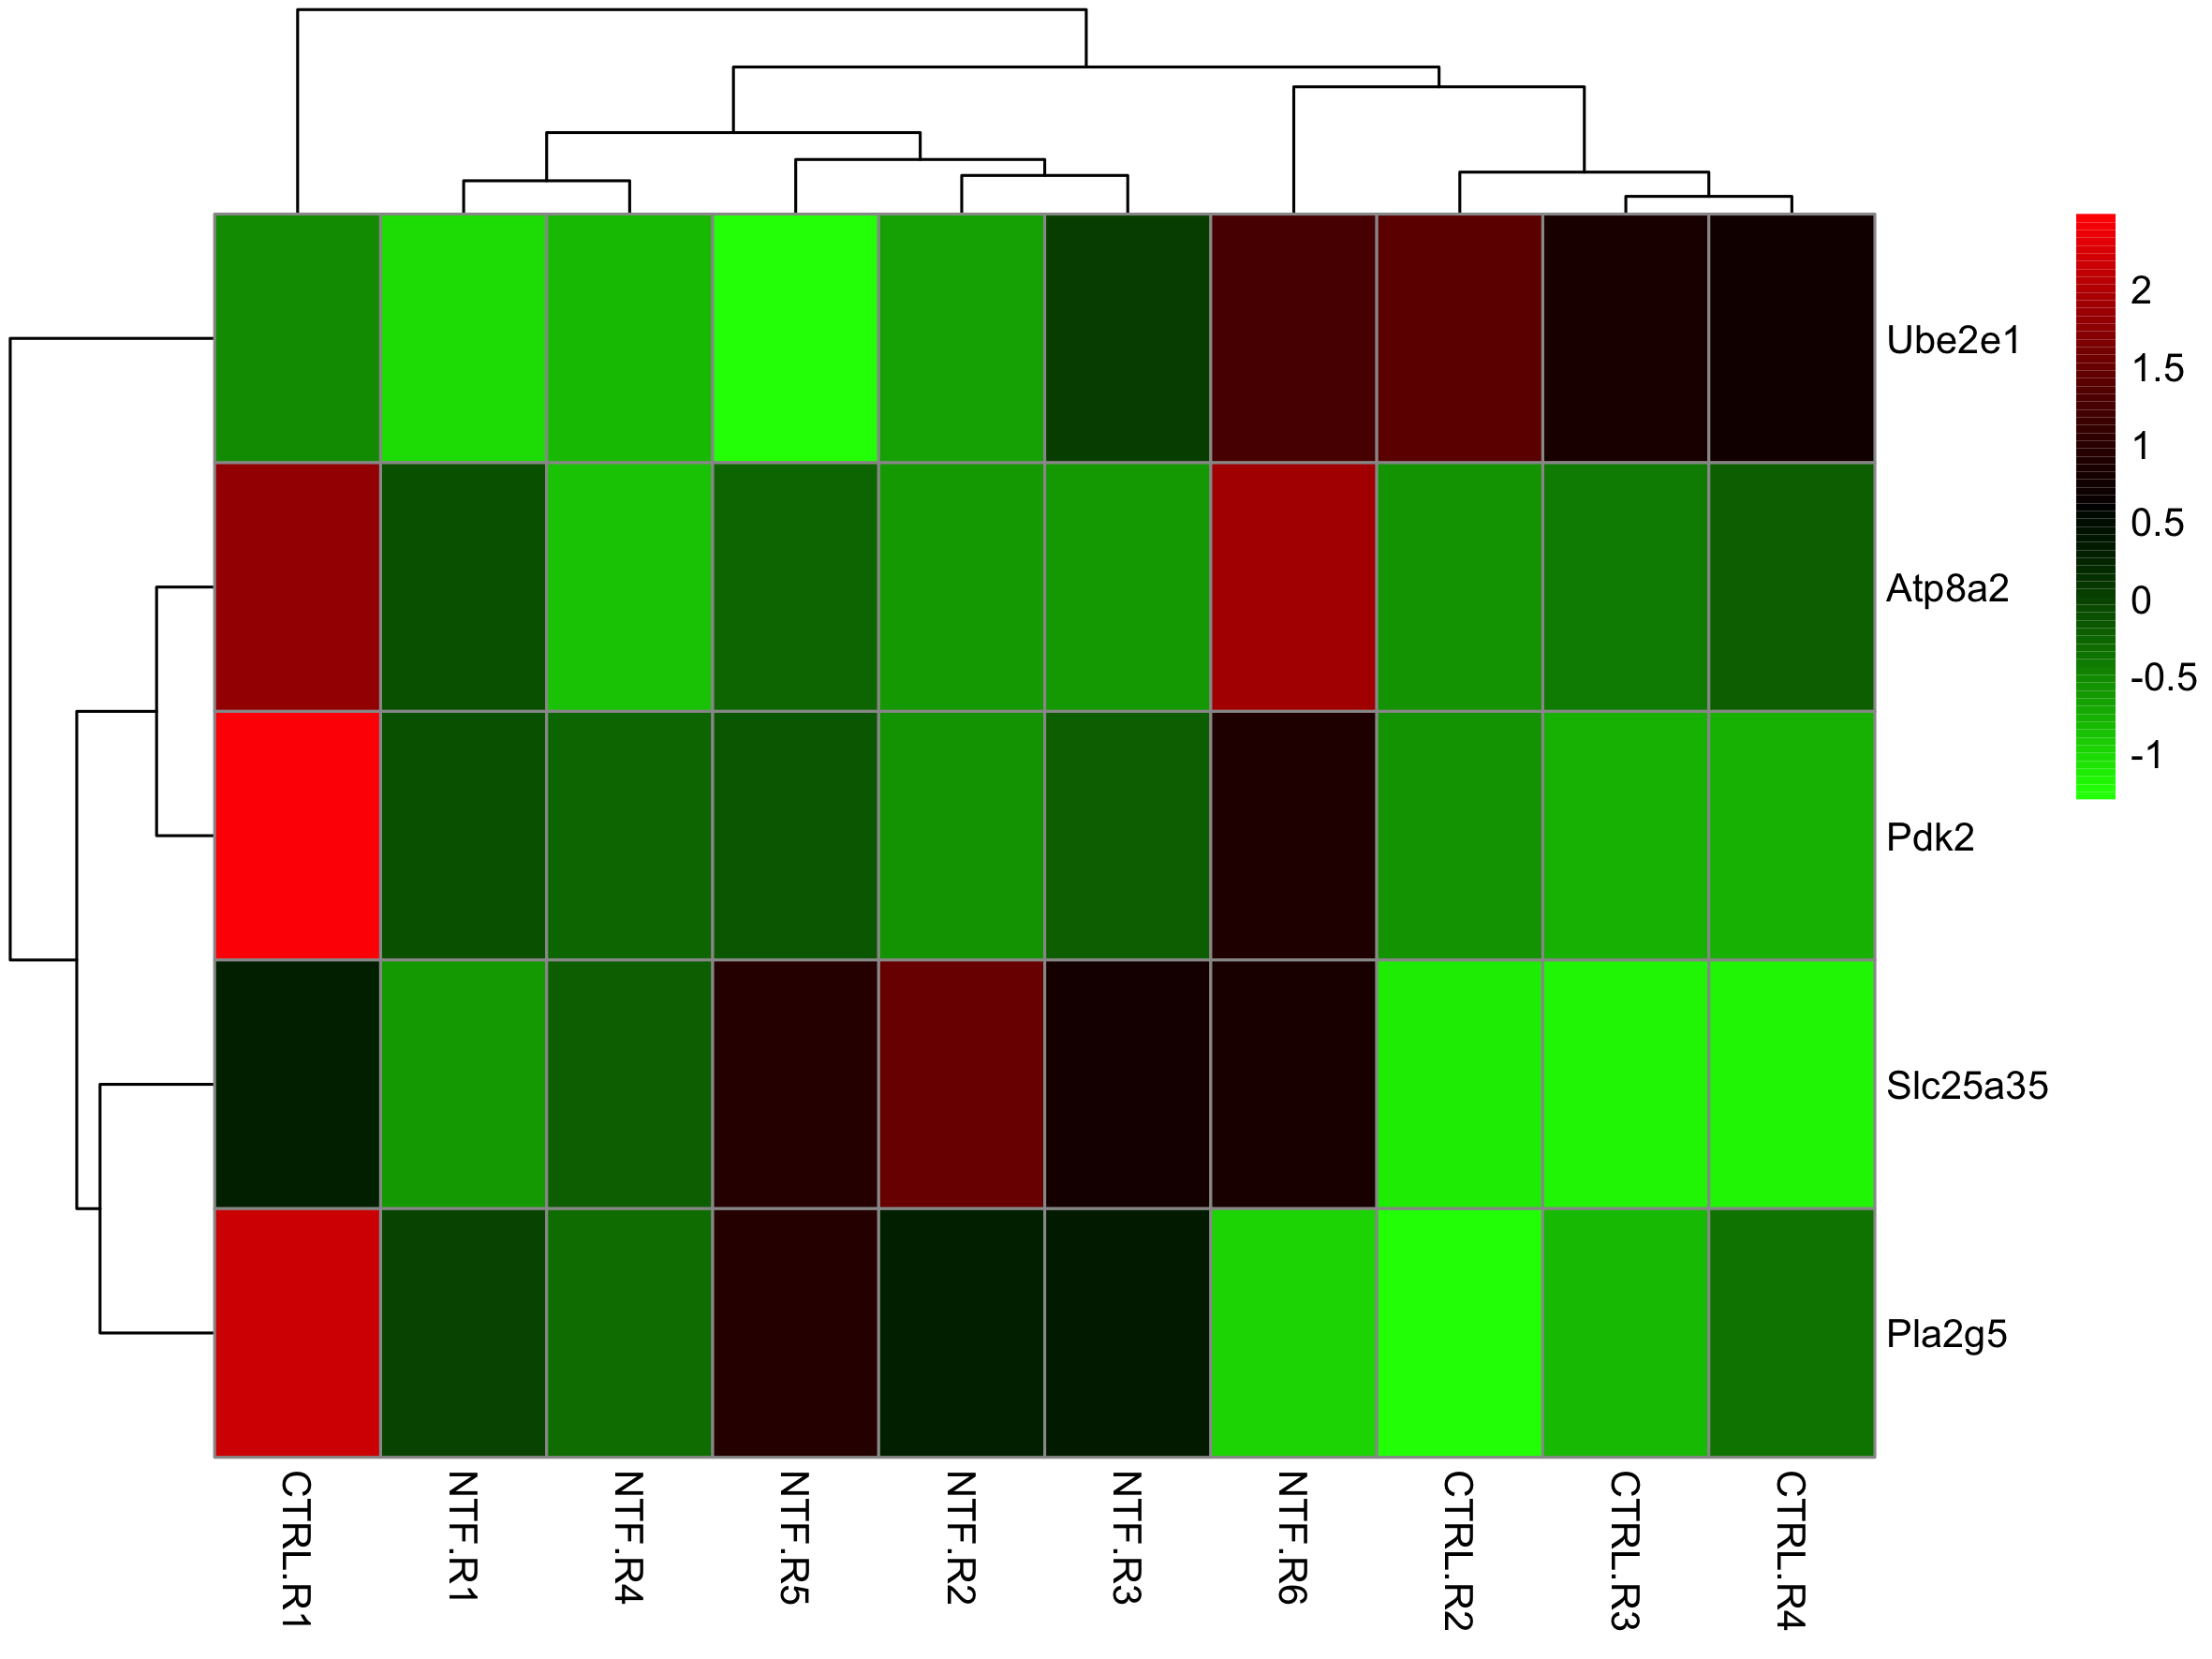 2
1.5
1
0.5
0
-0.5
-1
Ube2e1
Atp8a2
Pdk2
Slc25a35
Pla2g5
CTRL.R1
NTF.R1
NTF.R4
NTF.R5
NTF.R2
NTF.R3
NTF.R6
CTRL.R2
CTRL.R3
CTRL.R4